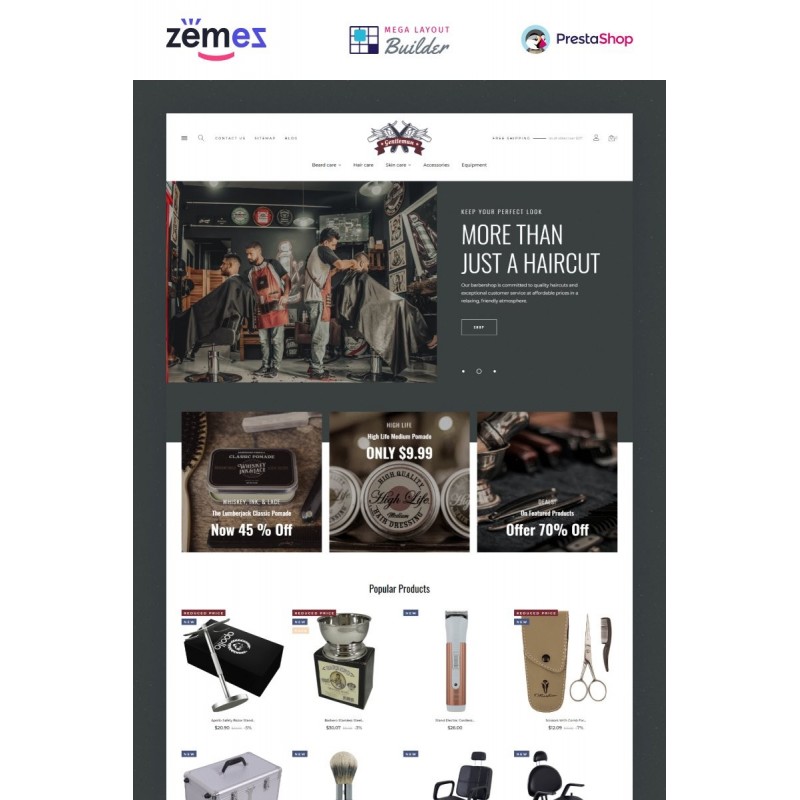 zemes
MEGA LAYOUT
Builder
PrestaShop
CONTACT US SITEMAP BLOG
Gentleman
FREE SHIPPING
Beard care Hair care Skin care Accessories Equipment
KEEP YOUR PERFECT LOOK
MORE THAN
JUST A HAIRCUT
Our barbershop is committed to quality haircuts and
exceptional customer service at affordable prices in a
relaxing, friendly atmosphere.
SHOP
CLASSIC POMADE
WHISKEY, INK, & LACE
The Lumberjack Classic Pomade
Now 45 % Off
HIGH LIFE
High Life Medium Pomade
ONLY $9.99
HIGH QUALITY
High Life
HAIR DRESSING
DEALS!
On Featured Products
Offer 70% Off
Popular Products
REDUCED PRICE
NEW
REDUCED PRICE
NEW
NEW
REDUCED PRICE
NEW
apollo
$20.90 -5%
$30.07 -3%
$26.00
$12.09 -7%
NEW
NEW
NEW
NEW